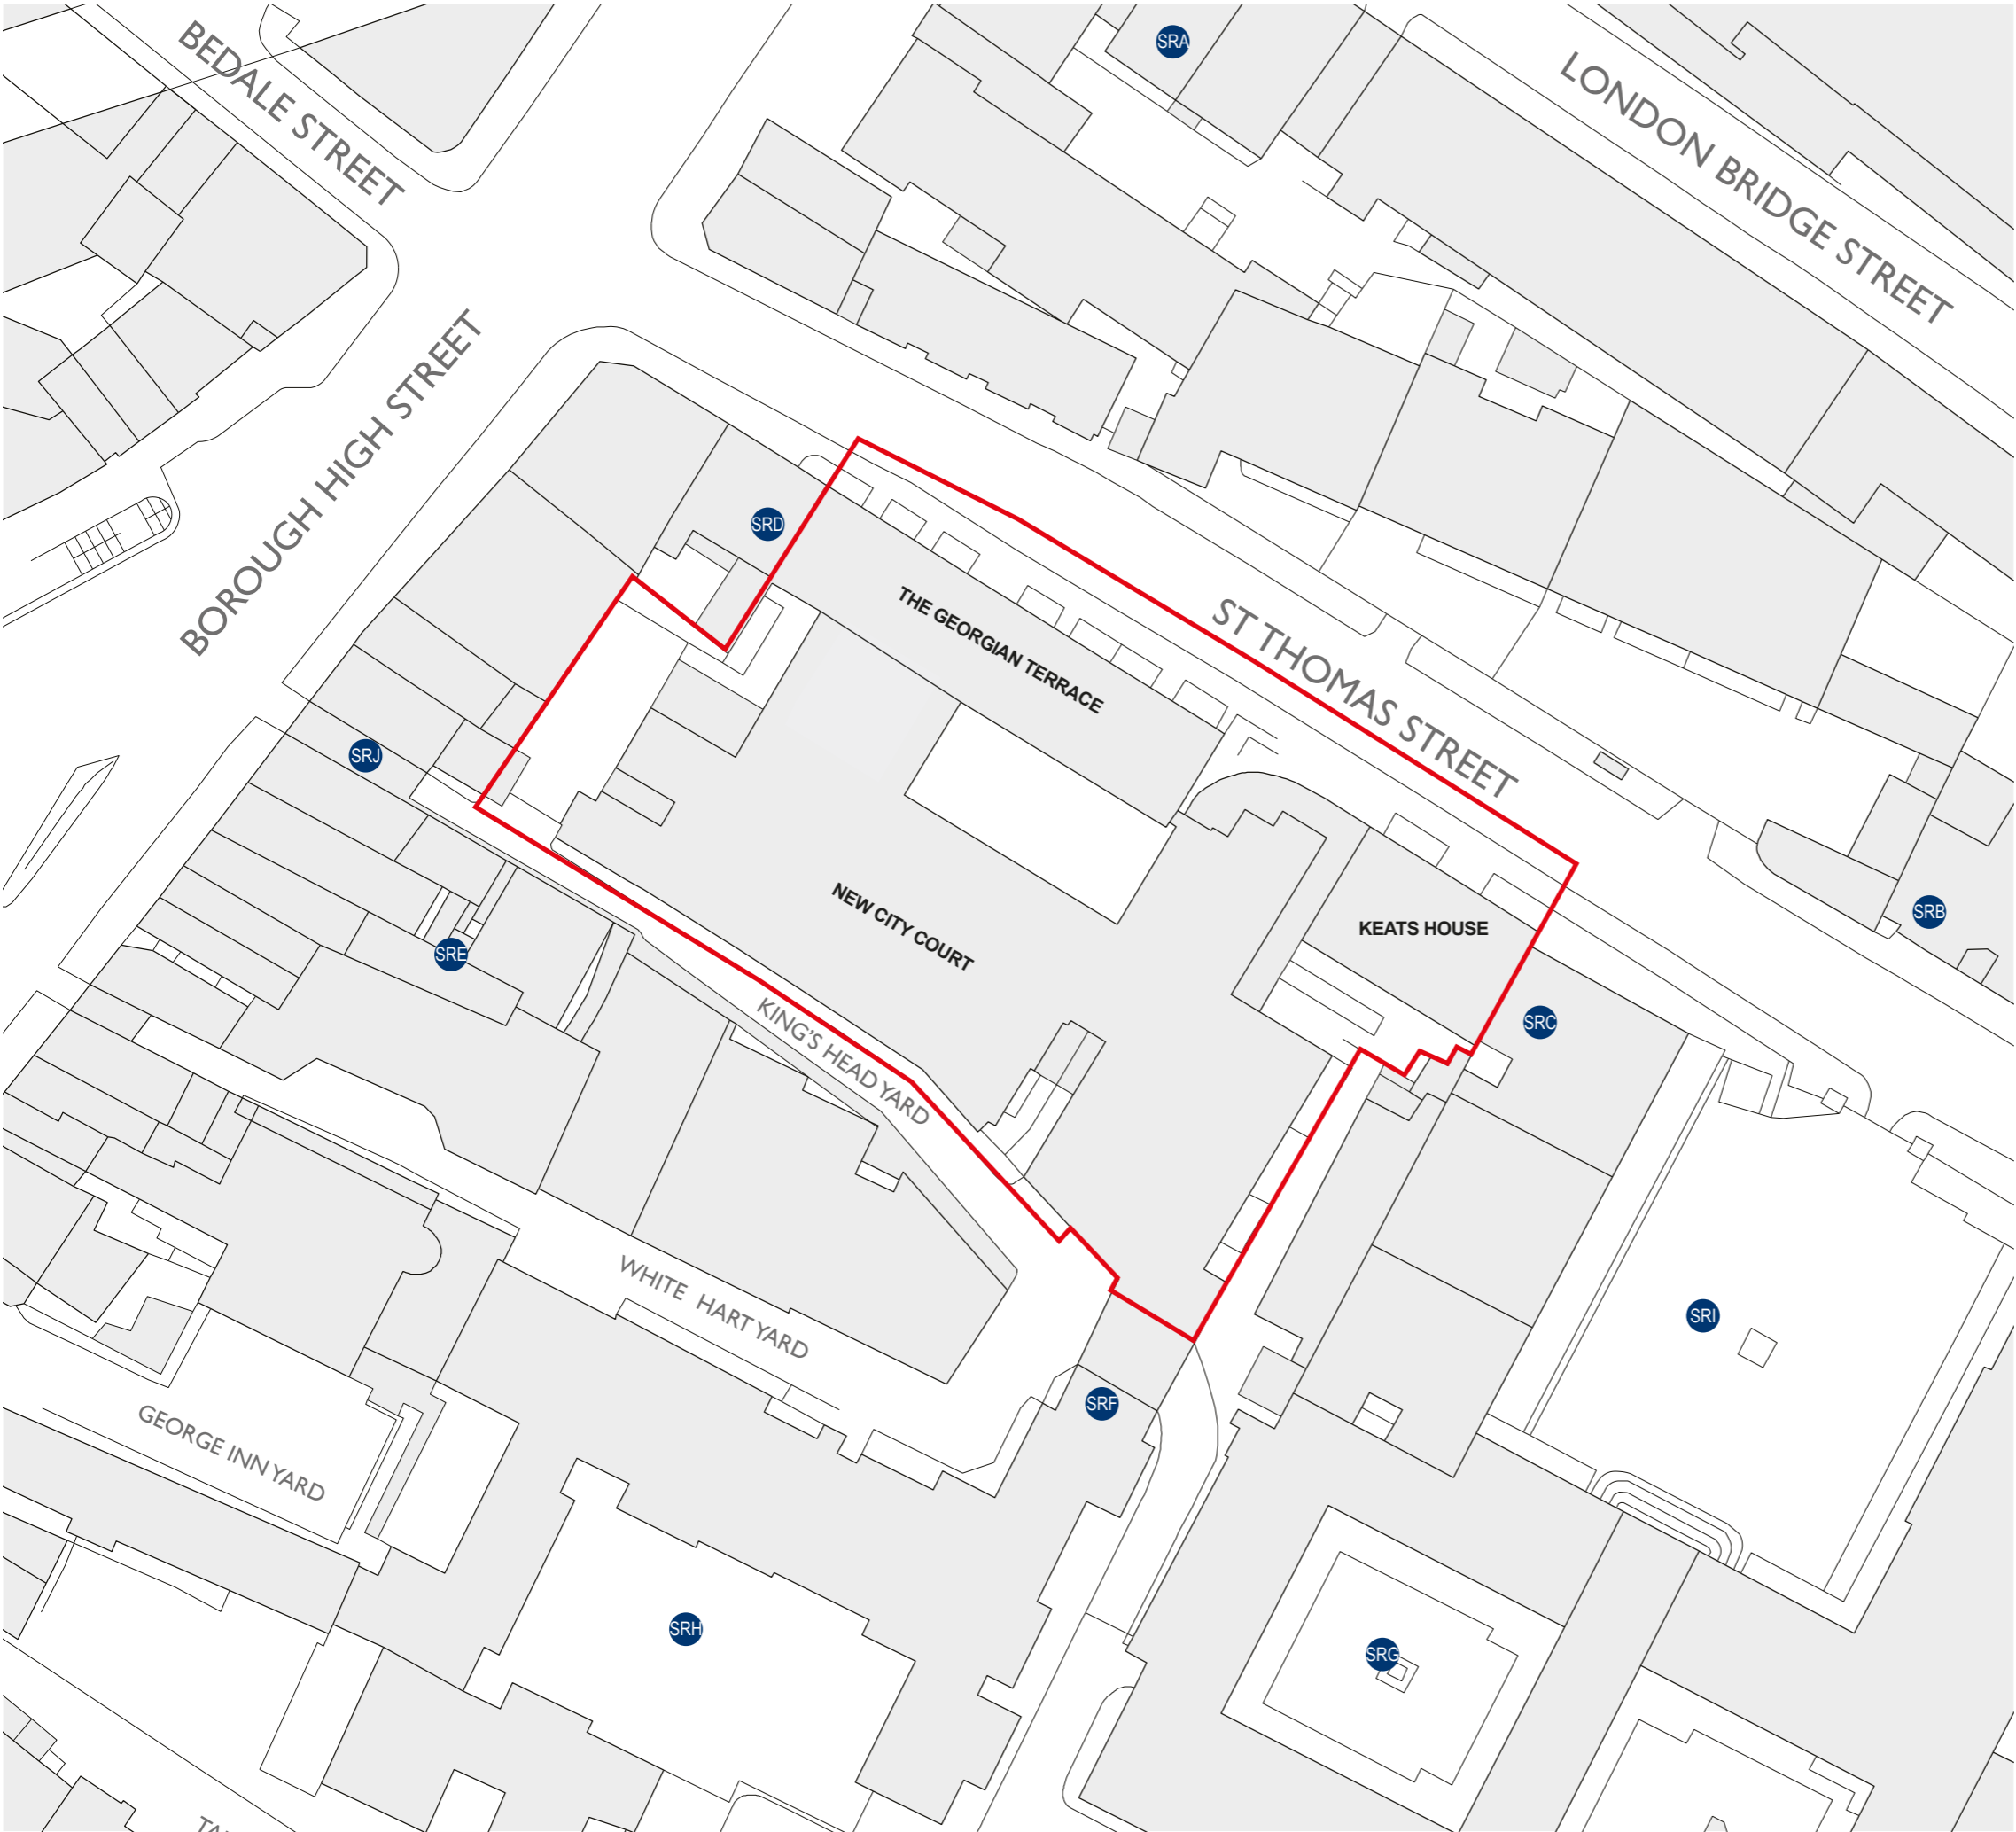 SRA
BEDALE STREET
LONDON BRIDGE STREET
BOROUGH HIGH STREET
SRD
THE GEORGIAN TERRACE
ST THOMAS STREET
SRJ
NEW CITY COURT
KEATS HOUSE
SRB
SRE
SRC
KING'S HEAD YARD
WHITE HART YARD
SRI
SRF
GEORGE INN YARD
SRH
SRG